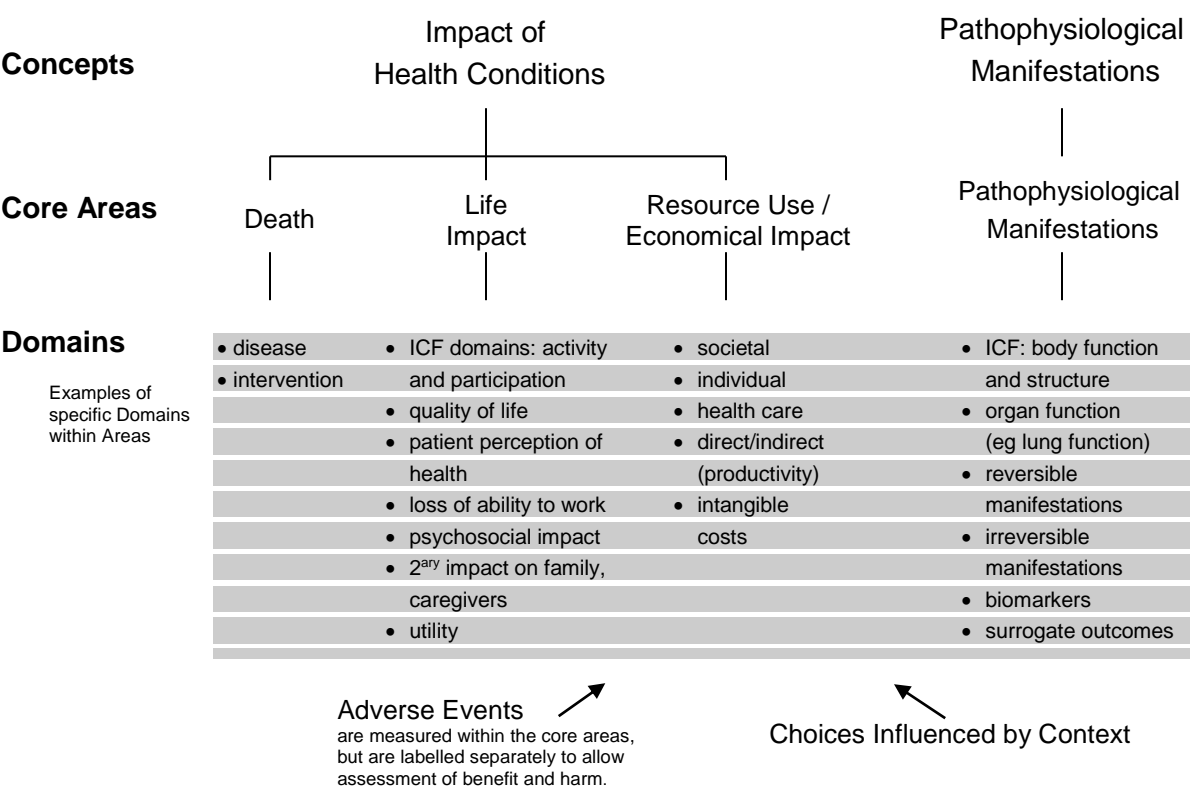 Concepts
Impact of
Health Conditions
Pathophysiological
Manifestations
Core Areas
Death
Life
Impact
Resource Use /
Economical Impact
Pathophysiological
Manifestations
Domains
Examples of
specific Domains
within Areas
• disease
• intervention
• ICF domains: activity
and participation
• quality of life
• patient perception of
health
• loss of ability to work
• psychosocial impact
• 2ary impact on family,
caregivers
• utility
• societal
• individual
• health care
• direct/indirect
(productivity)
• intangible
costs
• ICF: body function
and structure
• organ function
(eg lung function)
• reversible
manifestations
• irreversible
manifestations
• biomarkers
• surrogate outcomes
Adverse Events
are measured within the core areas,
but are labelled separately to allow
assessment of benefit and harm.
Choices Influenced by Context